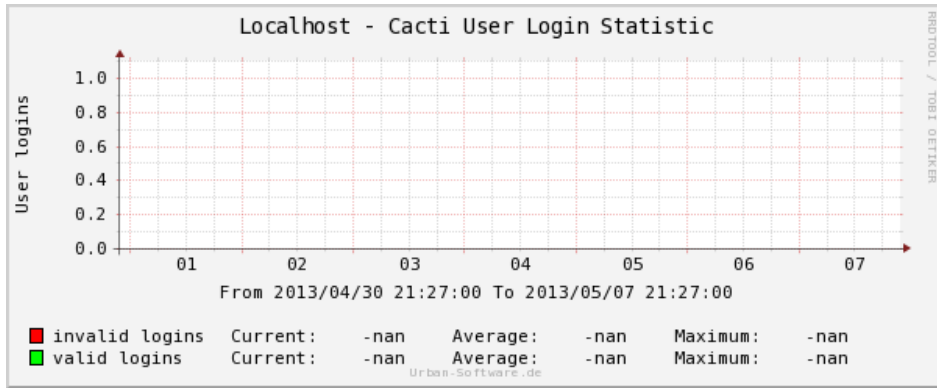 Localhost - Cacti User Login Statistic
RRDTOOL / TOBI OETIKER
User logins
1.0
0.8
0.6
0.4
0.2
0.0
01 02 03 04 05 06 07
From 2013/04/30 21:27:00 To 2013/05/07 21:27:00
invalid logins Current: -nan Average: -nan Maximum: -nan
valid logins Current: -nan Average: -nan Maximum: -nan
Urban-Software.de